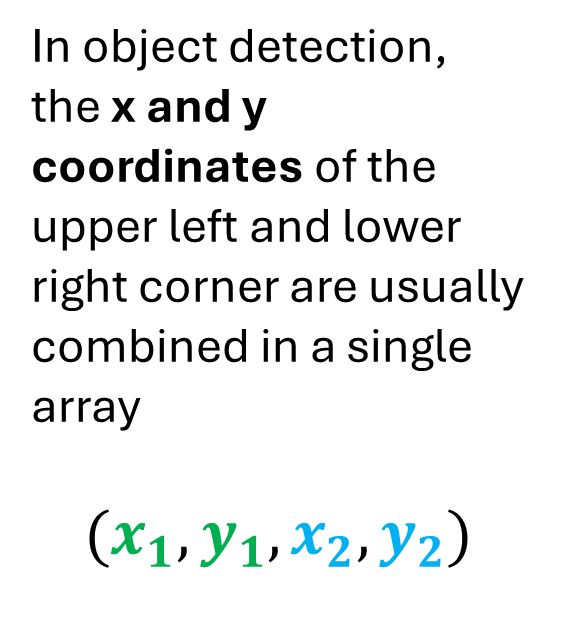 In object detection,
the x and y
coordinates of the
upper left and lower
right corner are usually
combined in a single
array
(x₁, y₁, x₂, y₂)